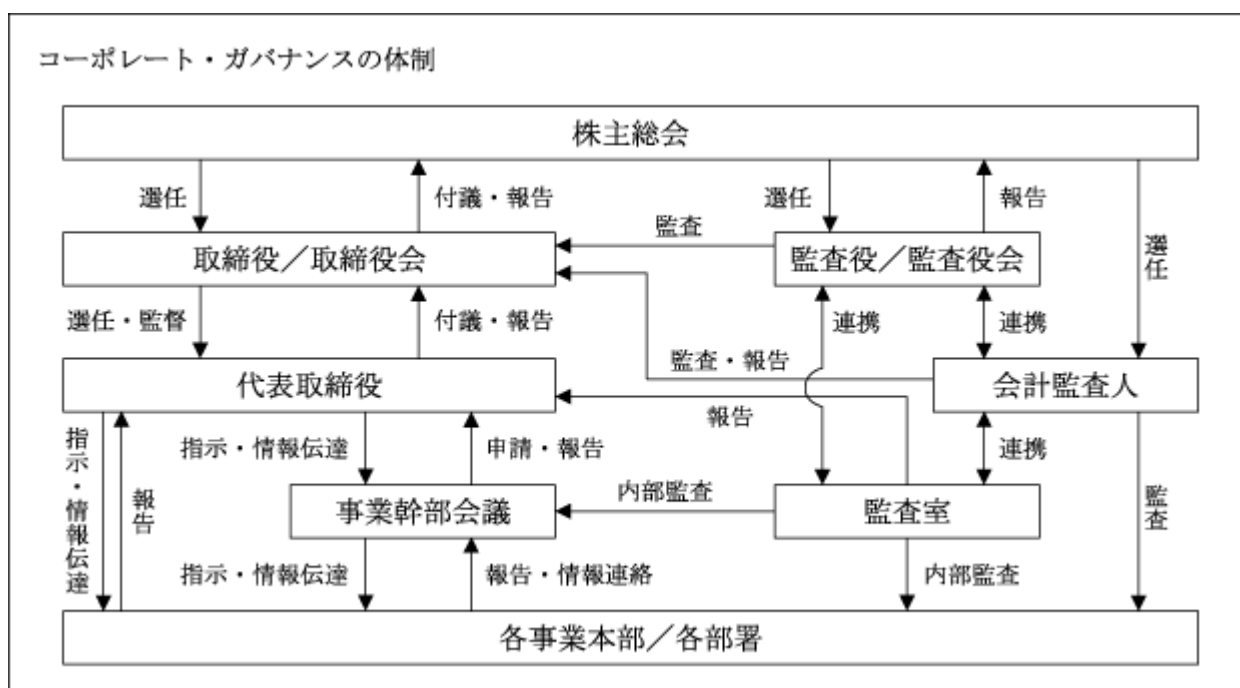 コーポレート・ガバナンスの体制
株主総会
選任
付議・報告
選任
報告
選任
監査
取締役／取締役会
監査役／監査役会
選任・監督
付議・報告
連携
連携
監査・報告
代表取締役
会計監査人
報告
指示・情報伝達
報告
指示・情報伝達
申請・報告
連携
監査
内部監査
事業幹部会議
監査室
指示・情報伝達
報告・情報連絡
内部監査
各事業本部／各部署